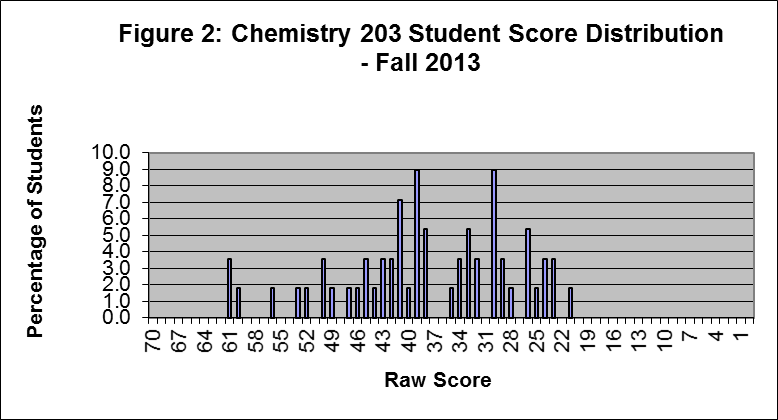 Figure 2: Chemistry 203 Student Score Distribution
- Fall 2013
Percentage of Students
10.0
9.0
8.0
7.0
6.0
5.0
4.0
3.0
2.0
1.0
0.0
70 67 64 61 58 55 52 49 46 43 40 37 34 31 28 25 22 19 16 13 10 7 4 1
Raw Score